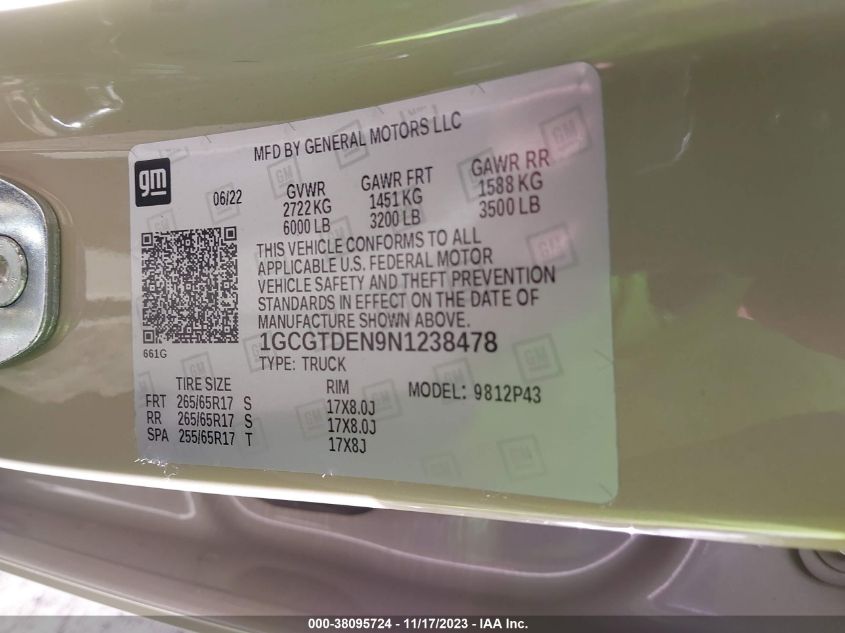 MFD BY GENERAL MOTORS LLC
gm
06/22 GVWR GAWR FRT GAWR RR
2722 KG 1451 KG 1588 KG
6000 LB 3200 LB 3500 LB
THIS VEHICLE CONFORMS TO ALL
APPLICABLE U.S. FEDERAL MOTOR
VEHICLE SAFETY AND THEFT PREVENTION
STANDARDS IN EFFECT ON THE DATE OF
MANUFACTURE SHOWN ABOVE.
661G
1GCGTDEN9N1238478
TYPE: TRUCK
TIRE SIZE RIM MODEL: 9812P43
FRT 265/65R17 S 17X8.0J
RR 265/65R17 S 17X8.0J
SPA 255/65R17 T 17X8J
000-38095724 - 11/17/2023 - IAA Inc.